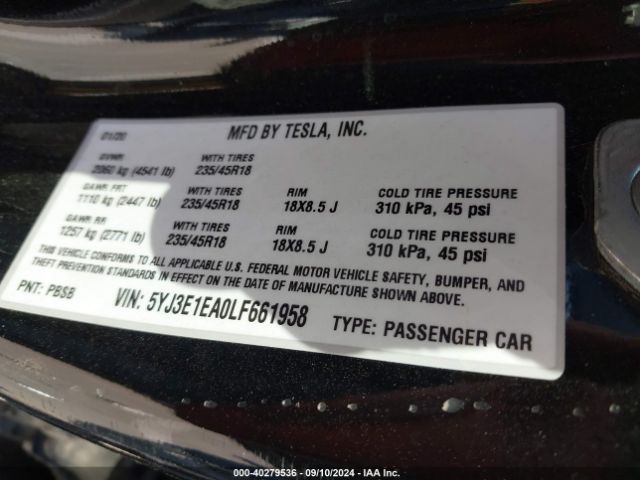 01/20 MFD BY TESLA, INC.
GVWR WITH TIRES
2060 kg (4541 lb) 235/45R18
GAWR FRT WITH TIRES RIM COLD TIRE PRESSURE
1110 kg (2447 lb) 235/45R18 18X8.5 J 310 kPa, 45 psi
GAWR RR WITH TIRES RIM COLD TIRE PRESSURE
1257 kg (2771 lb) 235/45R18 18X8.5 J 310 kPa, 45 psi
THIS VEHICLE CONFORMS TO ALL APPLICABLE U.S. FEDERAL MOTOR VEHICLE SAFETY, BUMPER, AND
THEFT PREVENTION STANDARDS IN EFFECT ON THE DATE OF MANUFACTURE SHOWN ABOVE.
PNT: PBSB VIN: 5YJ3E1EA0LF661958 TYPE: PASSENGER CAR
000-40279536 - 09/10/2024 - IAA Inc.